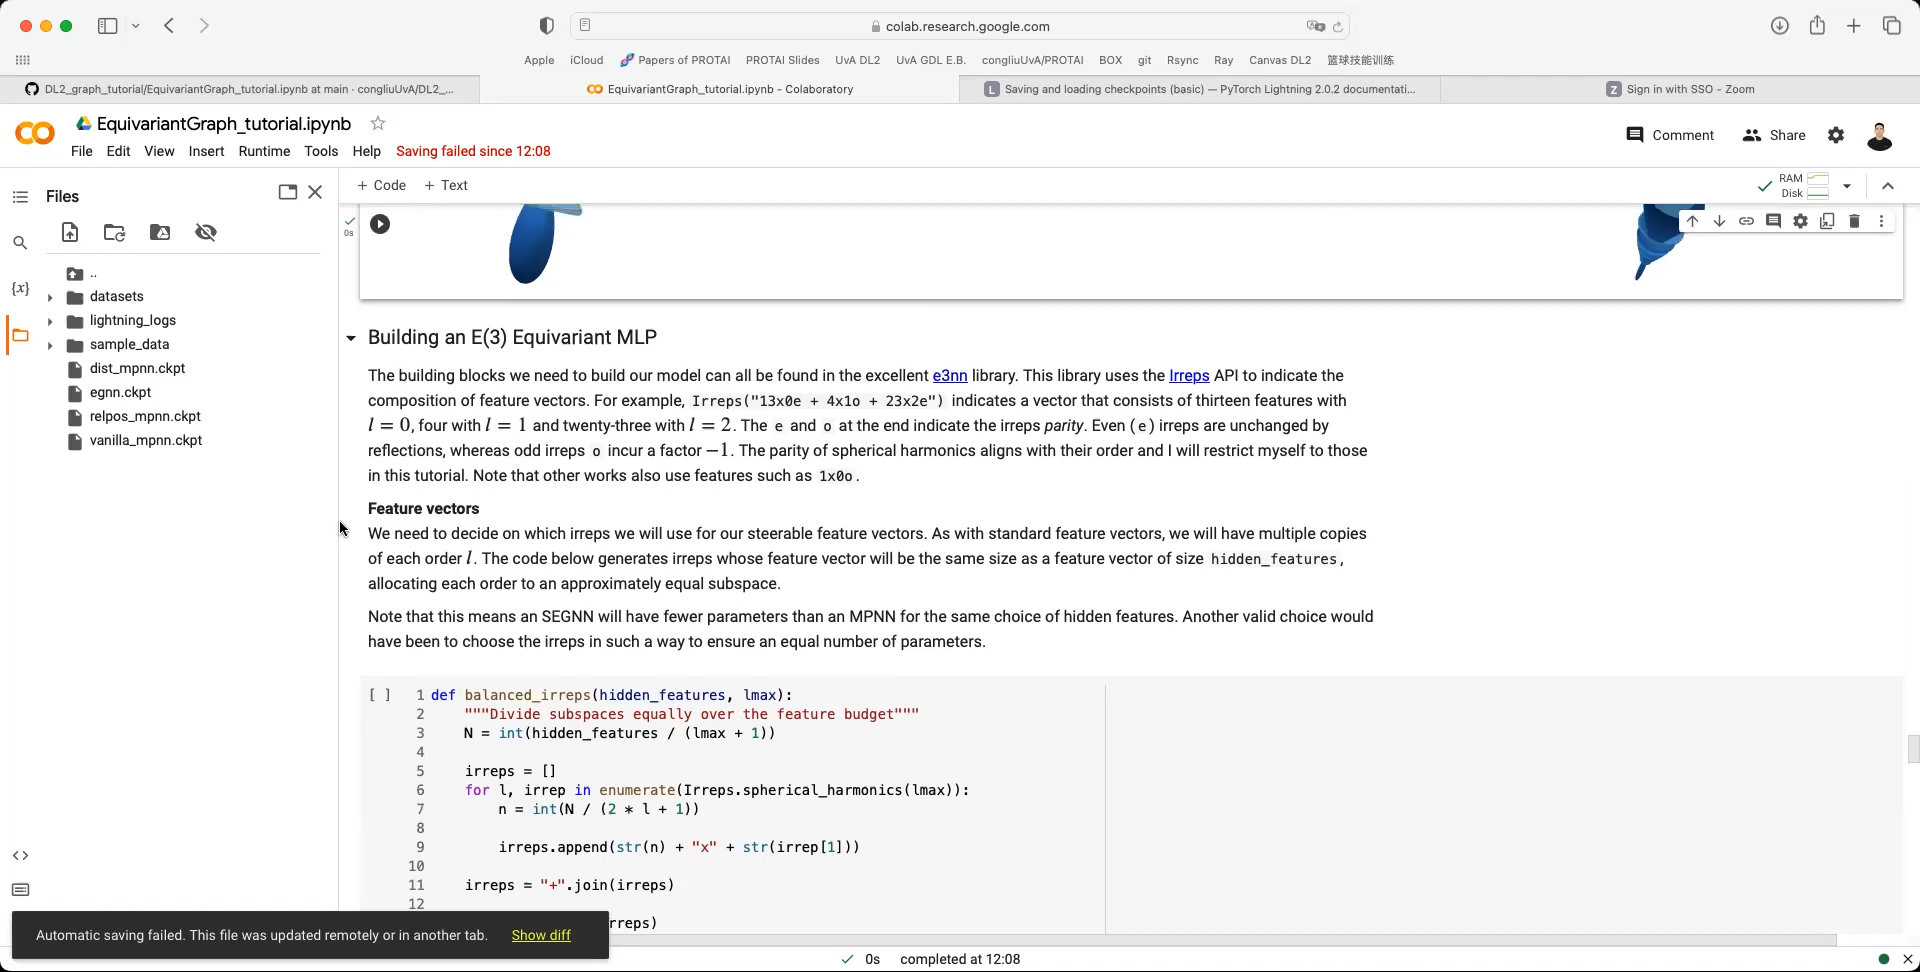 colab.research.google.com
Apple iCloud Papers of PROTAI PROTAI Slides UvA DL2 UvA GDL E.B. congliuUvA/PROTAI BOX git Rsync Ray Canvas DL2 篮球技能训练
DL2_graph_tutorial/EquivariantGraph_tutorial.ipynb at main · congliuUvA/DL2_... EquivariantGraph_tutorial.ipynb - Colaboratory L Saving and loading checkpoints (basic) — PyTorch Lightning 2.0.2 documentati... Z Sign in with SSO - Zoom
EquivariantGraph_tutorial.ipynb
Comment Share
File Edit View Insert Runtime Tools Help Saving failed since 12:08
+ Code + Text
RAM
Disk
Files
0s
..
datasets
lightning_logs
sample_data
dist_mpnn.ckpt
egnn.ckpt
relpos_mpnn.ckpt
vanilla_mpnn.ckpt
{x}
<>
Building an E(3) Equivariant MLP
The building blocks we need to build our model can all be found in the excellent e3nn library. This library uses the Irreps API to indicate the
composition of feature vectors. For example, Irreps("13x0e + 4x1o + 23x2e") indicates a vector that consists of thirteen features with
l = 0, four with l = 1 and twenty-three with l = 2. The e and o at the end indicate the irreps parity. Even (e) irreps are unchanged by
reflections, whereas odd irreps o incur a factor −1. The parity of spherical harmonics aligns with their order and I will restrict myself to those
in this tutorial. Note that other works also use features such as 1x0o.
Feature vectors
We need to decide on which irreps we will use for our steerable feature vectors. As with standard feature vectors, we will have multiple copies
of each order l. The code below generates irreps whose feature vector will be the same size as a feature vector of size hidden_features,
allocating each order to an approximately equal subspace.
Note that this means an SEGNN will have fewer parameters than an MPNN for the same choice of hidden features. Another valid choice would
have been to choose the irreps in such a way to ensure an equal number of parameters.
[ ] 1 def balanced_irreps(hidden_features, lmax):
2 """Divide subspaces equally over the feature budget"""
3 N = int(hidden_features / (lmax + 1))
4
5 irreps = []
6 for l, irrep in enumerate(Irreps.spherical_harmonics(lmax)):
7 n = int(N / (2 * l + 1))
8
9 irreps.append(str(n) + "x" + str(irrep[1]))
10
11 irreps = "+".join(irreps)
12
rreps)
Automatic saving failed. This file was updated remotely or in another tab. Show diff
0s completed at 12:08